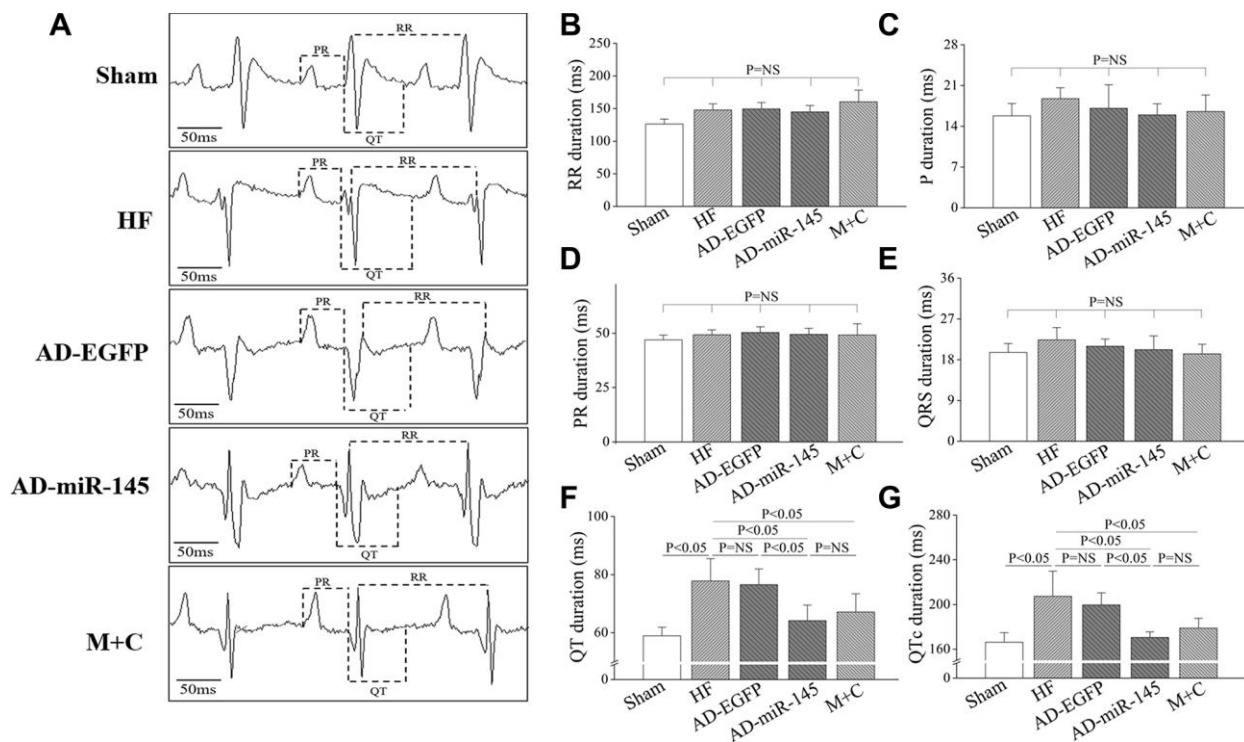 A
Sham
PR
RR
QT
50ms
HF
PR
RR
QT
50ms
AD-EGFP
PR
RR
QT
50ms
AD-miR-145
PR
RR
QT
50ms
M+C
PR
RR
QT
50ms
B
RR duration (ms)
250
200
150
100
50
0
P=NS
Sham HF AD-EGFP AD-miR-145 M+C
C
P duration (ms)
28
21
14
7
0
P=NS
Sham HF AD-EGFP AD-miR-145 M+C
D
PR duration (ms)
50
25
0
P=NS
Sham HF AD-EGFP AD-miR-145 M+C
E
QRS duration (ms)
36
27
18
9
0
P=NS
Sham HF AD-EGFP AD-miR-145 M+C
F
QT duration (ms)
100
80
60
0
P<0.05
P<0.05
P<0.05 P=NS P<0.05 P=NS
Sham HF AD-EGFP AD-miR-145 M+C
G
QTc duration (ms)
280
240
200
160
0
P<0.05
P<0.05
P<0.05 P=NS P<0.05 P=NS
Sham HF AD-EGFP AD-miR-145 M+C